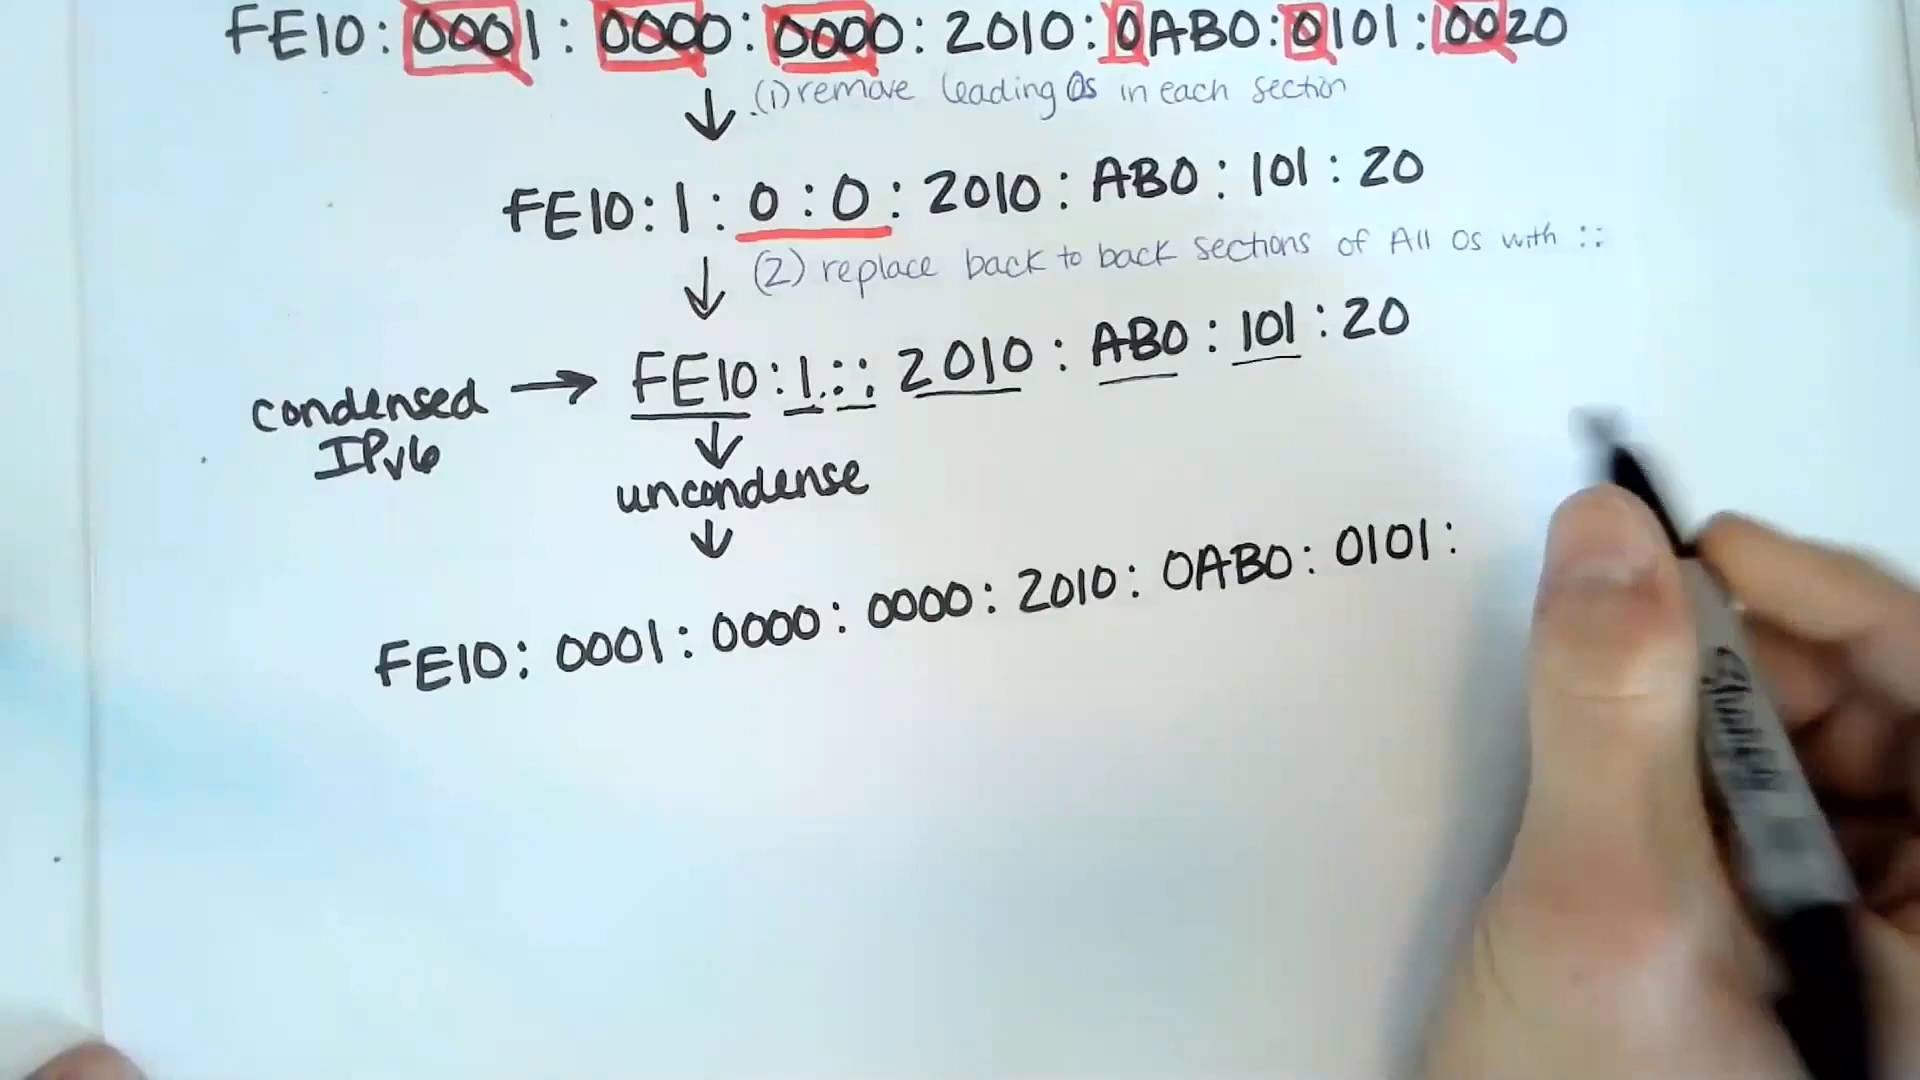 FE10:0001:0000:0000:2010:0AB0:0101:0020
(1) remove leading 0s in each section
FE10:1:0:0:2010:AB0:101:20
(2) replace back to back sections of All 0s with ::
FE10:1::2010:AB0:101:20
condensed
IPv6
uncondense
FE10:0001:0000:0000:2010:0AB0:0101: